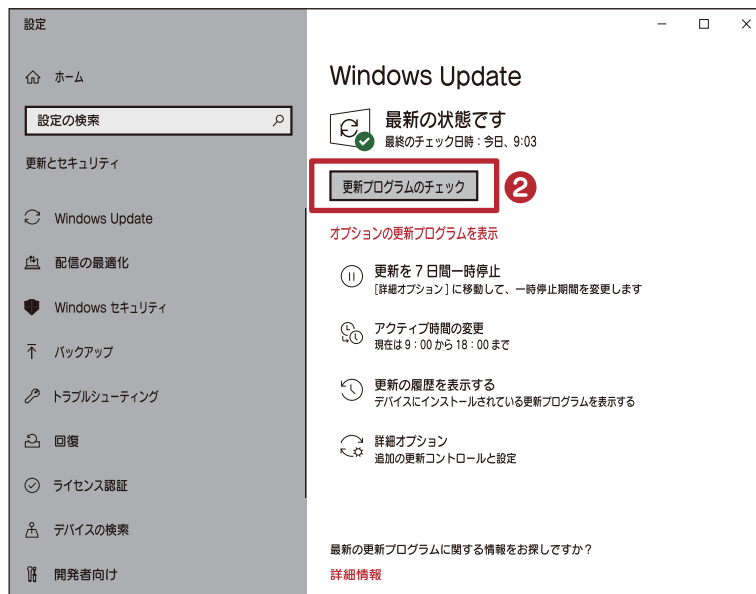 設定
ホーム
設定の検索
更新とセキュリティ
Windows Update
配信の最適化
Windows セキュリティ
バックアップ
トラブルシューティング
回復
ライセンス認証
デバイスの検索
開発者向け
Windows Update
最新の状態です
最終のチェック日時：今日、9:03
更新プログラムのチェック
2
オプションの更新プログラムを表示
更新を 7 日間一時停止
[詳細オプション] に移動して、一時停止期間を変更します
アクティブ時間の変更
現在は 9：00 から 18：00 まで
更新の履歴を表示する
デバイスにインストールされている更新プログラムを表示する
詳細オプション
追加の更新コントロールと設定
最新の更新プログラムに関する情報をお探しですか？
詳細情報